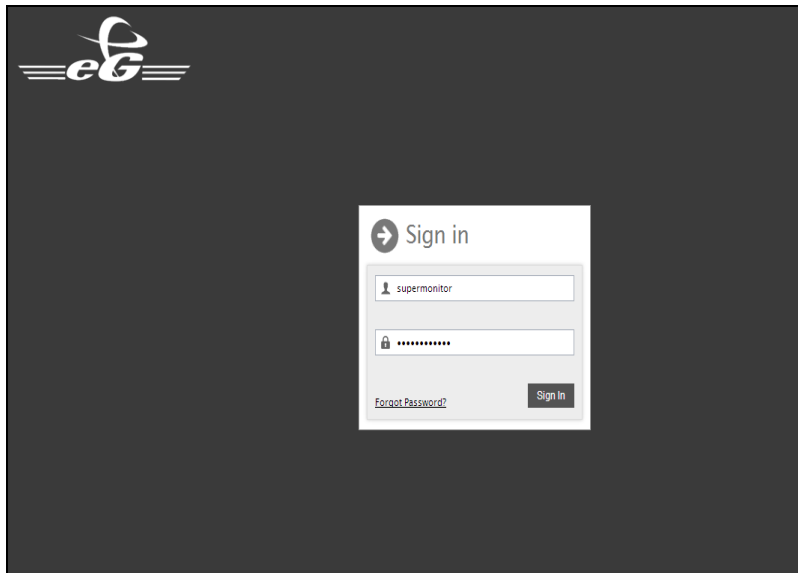 eG
Sign in
supermonitor
••••••••••••
Forgot Password?
Sign In